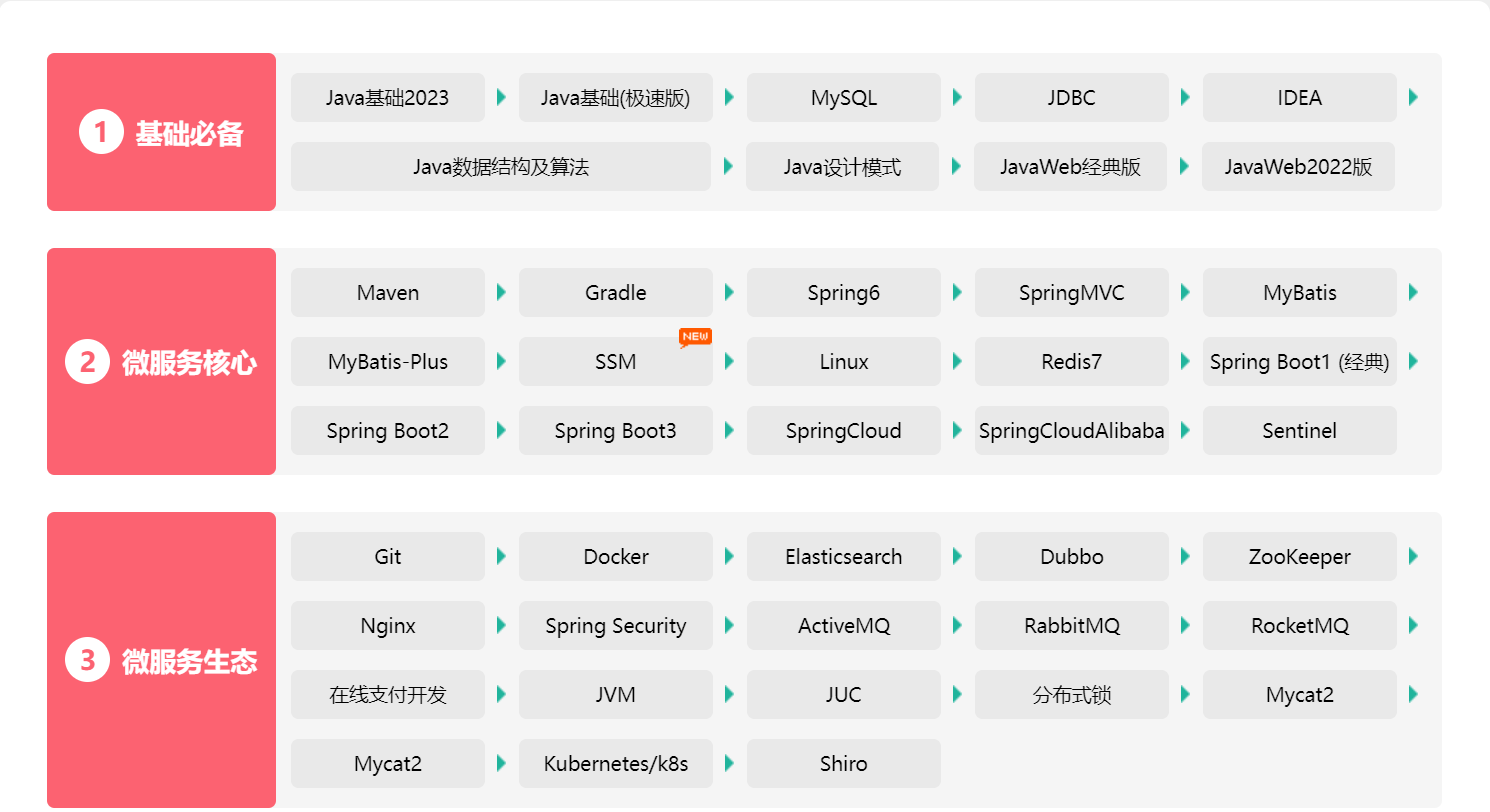 1 基础必备
Java基础2023 Java基础(极速版) MySQL JDBC IDEA
Java数据结构及算法 Java设计模式 JavaWeb经典版 JavaWeb2022版
2 微服务核心
Maven Gradle Spring6 SpringMVC MyBatis
NEW
MyBatis-Plus SSM Linux Redis7 Spring Boot1 (经典)
Spring Boot2 Spring Boot3 SpringCloud SpringCloudAlibaba Sentinel
3 微服务生态
Git Docker Elasticsearch Dubbo ZooKeeper
Nginx Spring Security ActiveMQ RabbitMQ RocketMQ
在线支付开发 JVM JUC 分布式锁 Mycat2
Mycat2 Kubernetes/k8s Shiro